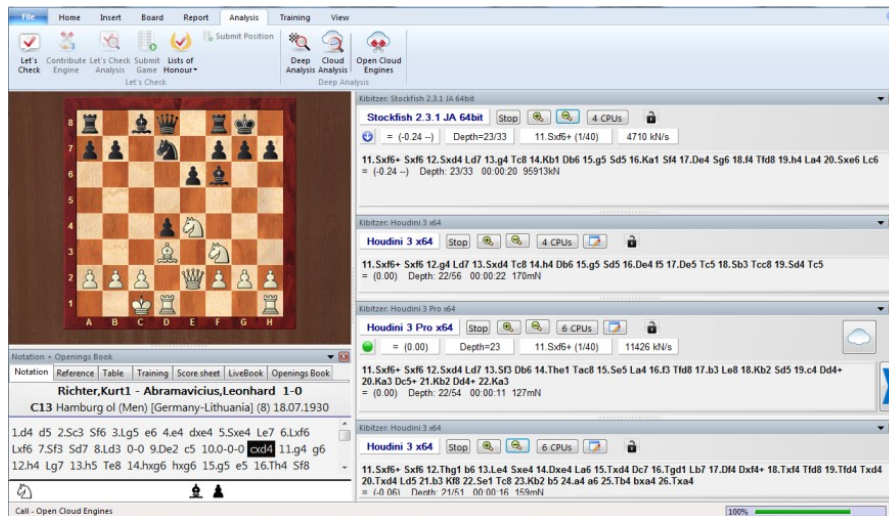 File Home Insert Board Report Analysis Training View
Let's Check
Contribute Engine
Let's Check Analysis
Submit Game
Lists of Honour
Submit Position
Deep Analysis
Cloud Analysis
Open Cloud Engines
Let's Check
Deep Analysis
8
7
6
5
4
3
2
1
A B C D E F G H
Notation + Openings Book
Notation Reference Table Training Score sheet LiveBook Openings Book
Richter,Kurt1 - Abramavicius,Leonhard 1-0
C13 Hamburg ol (Men) [Germany-Lithuania] (8) 18.07.1930
1.d4 d5 2.Sc3 Sf6 3.Lg5 e6 4.e4 dxe4 5.Sxe4 Le7 6.Lxf6
Lxf6 7.Sf3 Sd7 8.Ld3 0-0 9.De2 c5 10.0-0-0 cxd4 11.g4 g6
12.h4 Lg7 13.h5 Te8 14.hxg6 hxg6 15.g5 e5 16.Th4 Sf8
Call - Open Cloud Engines
Kibitzer: Stockfish 2.3.1 JA 64bit
Stockfish 2.3.1 JA 64bit Stop 4 CPUs
= (-0.24 --) Depth=23/33 11.Sxf6+ (1/40) 4710 kN/s
11.Sxf6+ Sxf6 12.Sxd4 Ld7 13.g4 Tc8 14.Kb1 Db6 15.g5 Sd5 16.Ka1 Sf4 17.De4 Sg6 18.f4 Tfd8 19.h4 La4 20.Sxe6 Lc6
= (-0.24 --) Depth: 23/33 00:00:20 95913kN
Kibitzer: Houdini 3 x64
Houdini 3 x64 Stop 4 CPUs
11.Sxf6+ Sxf6 12.g4 Ld7 13.Sxd4 Tc8 14.h4 Db6 15.g5 Sd5 16.De4 f5 17.De5 Tc5 18.Sb3 Tcc8 19.Sd4 Tc5
= (0.00) Depth: 22/56 00:00:22 170mN
Kibitzer: Houdini 3 Pro x64
Houdini 3 Pro x64 Stop 6 CPUs
= (0.00) Depth=23 11.Sxf6+ (1/40) 11426 kN/s
11.Sxf6+ Sxf6 12.Sxd4 Ld7 13.Sf3 Db6 14.The1 Tac8 15.Se5 La4 16.f3 Tfd8 17.b3 Le8 18.Kb2 Sd5 19.c4 Dd4+
20.Ka3 Dc5+ 21.Kb2 Dd4+ 22.Ka3
= (0.00) Depth: 22/54 00:00:11 127mN
Kibitzer: Houdini 3 x64
Houdini 3 x64 Stop 6 CPUs
11.Sxf6+ Sxf6 12.Thg1 b6 13.Le4 Sxe4 14.Dxe4 La6 15.Txd4 Dc7 16.Tgd1 Lb7 17.Df4 Dxf4+ 18.Txf4 Tfd8 19.Tfd4 Txd4
20.Txd4 Ld5 21.b3 Kf8 22.Se1 Tc8 23.Kb2 b5 24.a4 a6 25.Tb4 bxa4 26.Txa4
= (-0.06) Depth: 21/51 00:00:16 159mN
100%